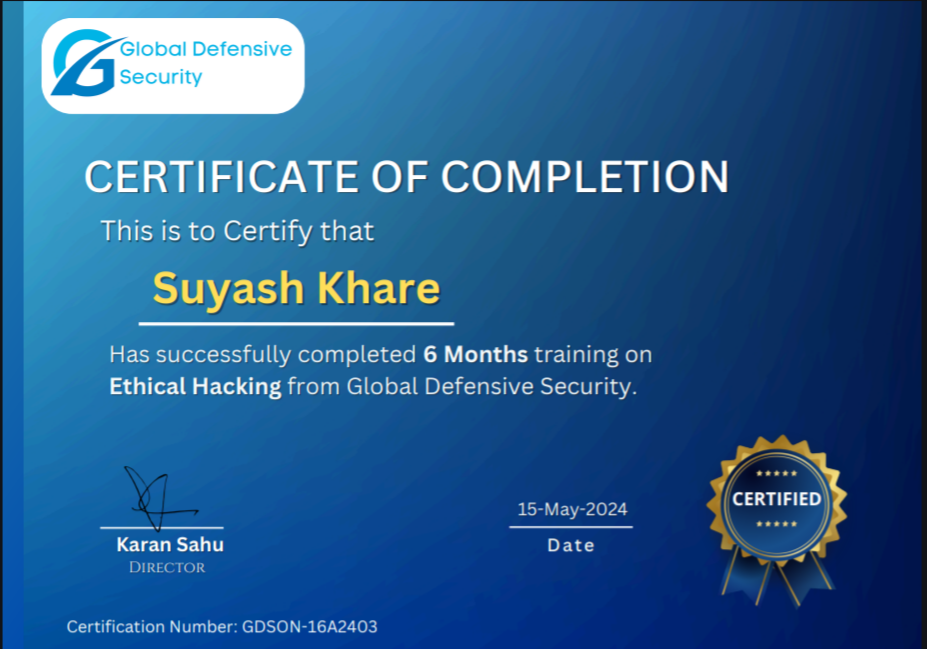 Global Defensive
Security
CERTIFICATE OF COMPLETION
This is to Certify that
Suyash Khare
Has successfully completed 6 Months training on
Ethical Hacking from Global Defensive Security.
15-May-2024
Karan Sahu
Date
DIRECTOR
CERTIFIED
Certification Number: GDSON-16A2403